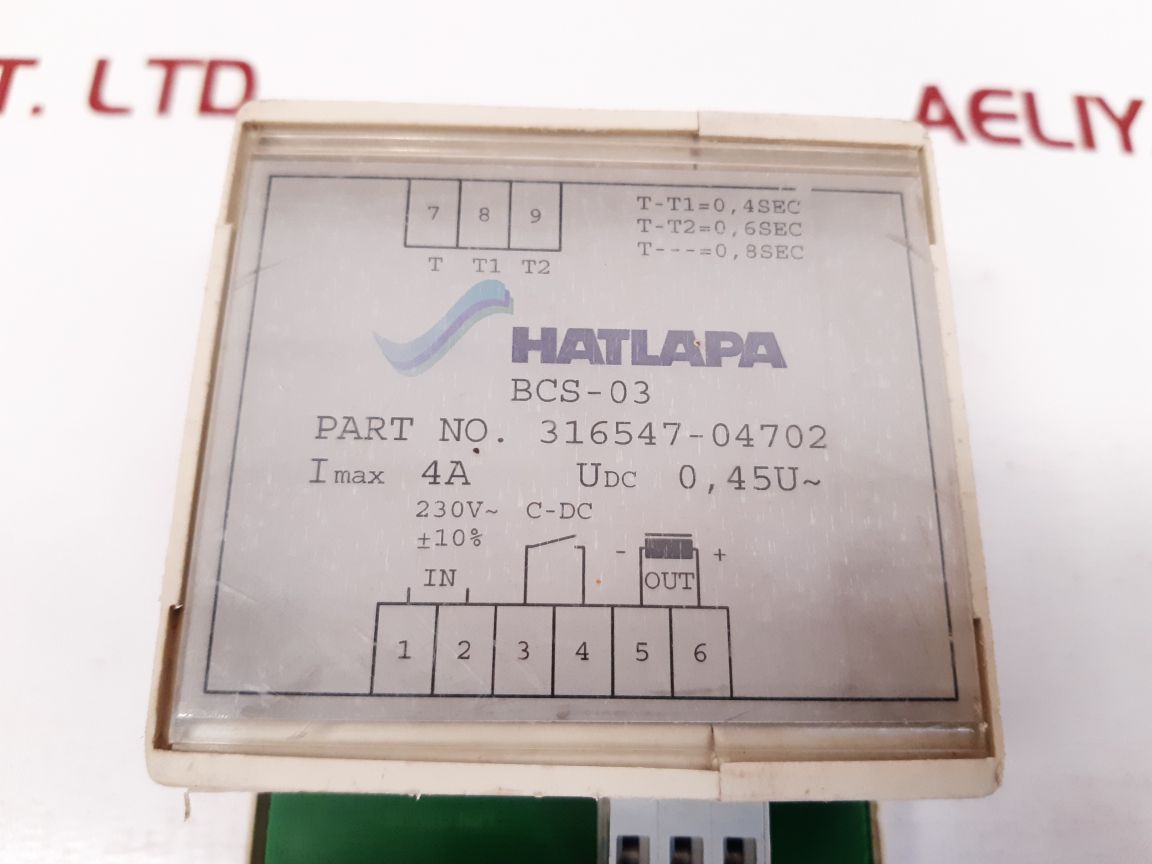 T. LTD
AELIY
7 8 9
T T1 T2
T-T1=0,4SEC
T-T2=0,6SEC
T---=0,8SEC
HATLAPA
BCS-03
PART NO. 316547-04702
Imax 4A UDC 0,45U~
230V~ C-DC
±10%
- +
IN OUT
1 2 3 4 5 6